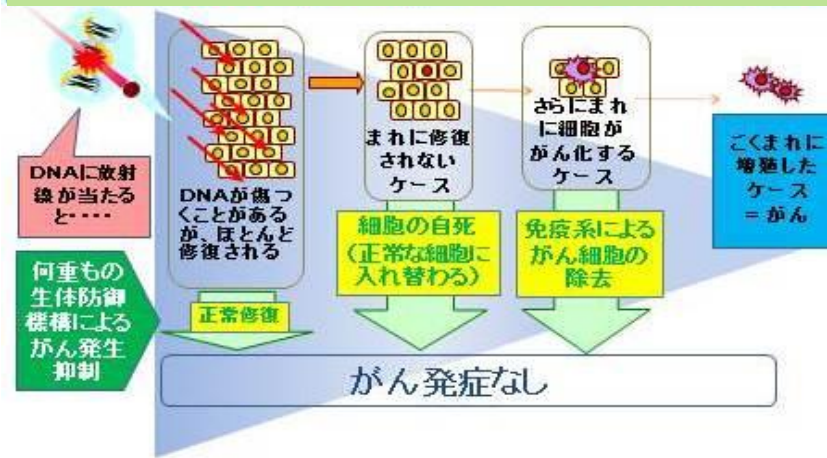 DNAに放射
線が当たる
と・・・・
何重もの
生体防御
機構による
がん発生
抑制
DNAが傷つ
くことがある
が、ほとんど
修復される
正常修復
まれに修復
されない
ケース
細胞の自死
(正常な細胞に
入れ替わる)
さらにまれ
に細胞が
がん化する
ケース
免疫系による
がん細胞の
除去
ごくまれに
増殖した
ケース
=がん
がん発症なし